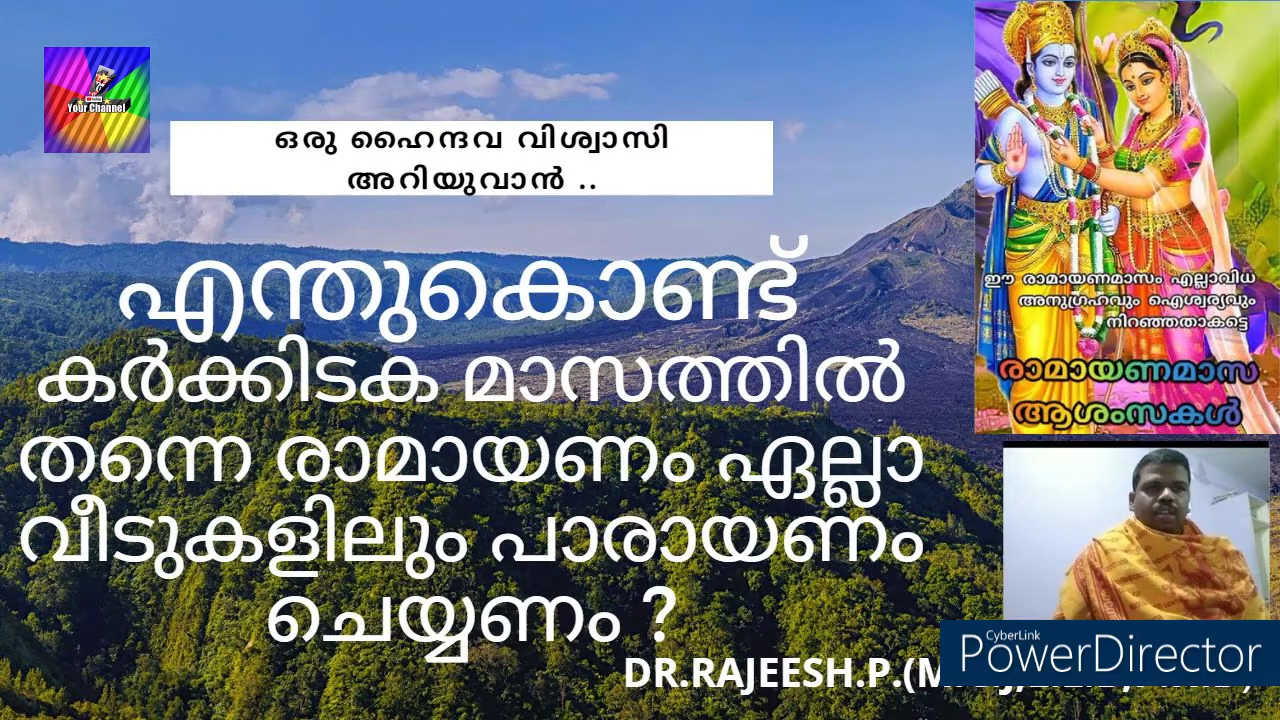 Your Channel
ഒരു ഹൈന്ദവ വിശ്വാസി
അറിയുവാൻ ..
എന്തുകൊണ്ട്
കർക്കിടക മാസത്തിൽ
തന്നെ രാമായണം ഏല്ലാ
വീടുകളിലും പാരായണം
ചെയ്യണം ?
DR.RAJEESH.P.
ഈ രാമായണമാസം എല്ലാവിധ
അനുഗ്രഹവും ഐശ്വര്യവും
നിറഞ്ഞതാകട്ടെ
രാമായണമാസ
ആശംസകൾ
CyberLink
PowerDirector